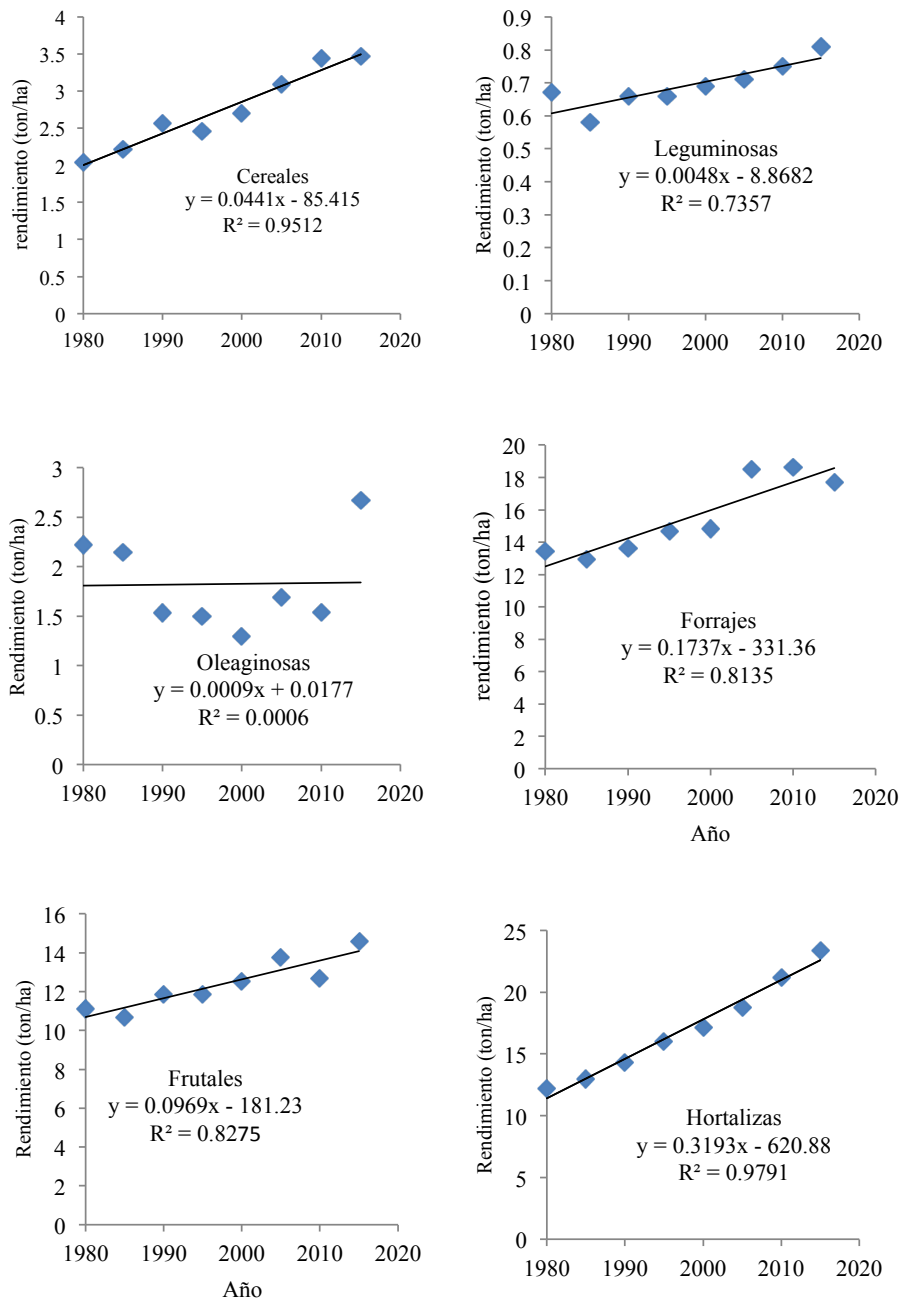 rendimiento (ton/ha)
4
3.5
3
2.5
2
1.5
1
0.5
0
1980 1990 2000 2010 2020
Cereales
y = 0.0441x - 85.415
R² = 0.9512
Rendimiento (ton/ha)
0.9
0.8
0.7
0.6
0.5
0.4
0.3
0.2
0.1
0
1980 1990 2000 2010 2020
Leguminosas
y = 0.0048x - 8.8682
R² = 0.7357
Rendimiento (ton/ha)
3
2.5
2
1.5
1
0.5
0
1980 1990 2000 2010 2020
Oleaginosas
y = 0.0009x + 0.0177
R² = 0.0006
rendimiento (ton/ha)
20
18
16
14
12
10
8
6
4
2
0
1980 1990 2000 2010 2020
Año
Forrajes
y = 0.1737x - 331.36
R² = 0.8135
Rendimiento (ton/ha)
16
14
12
10
8
6
4
2
0
1980 1990 2000 2010 2020
Año
Frutales
y = 0.0969x - 181.23
R² = 0.8275
Rendimiento (ton/ha)
25
20
15
10
5
0
1980 1990 2000 2010 2020
Hortalizas
y = 0.3193x - 620.88
R² = 0.9791